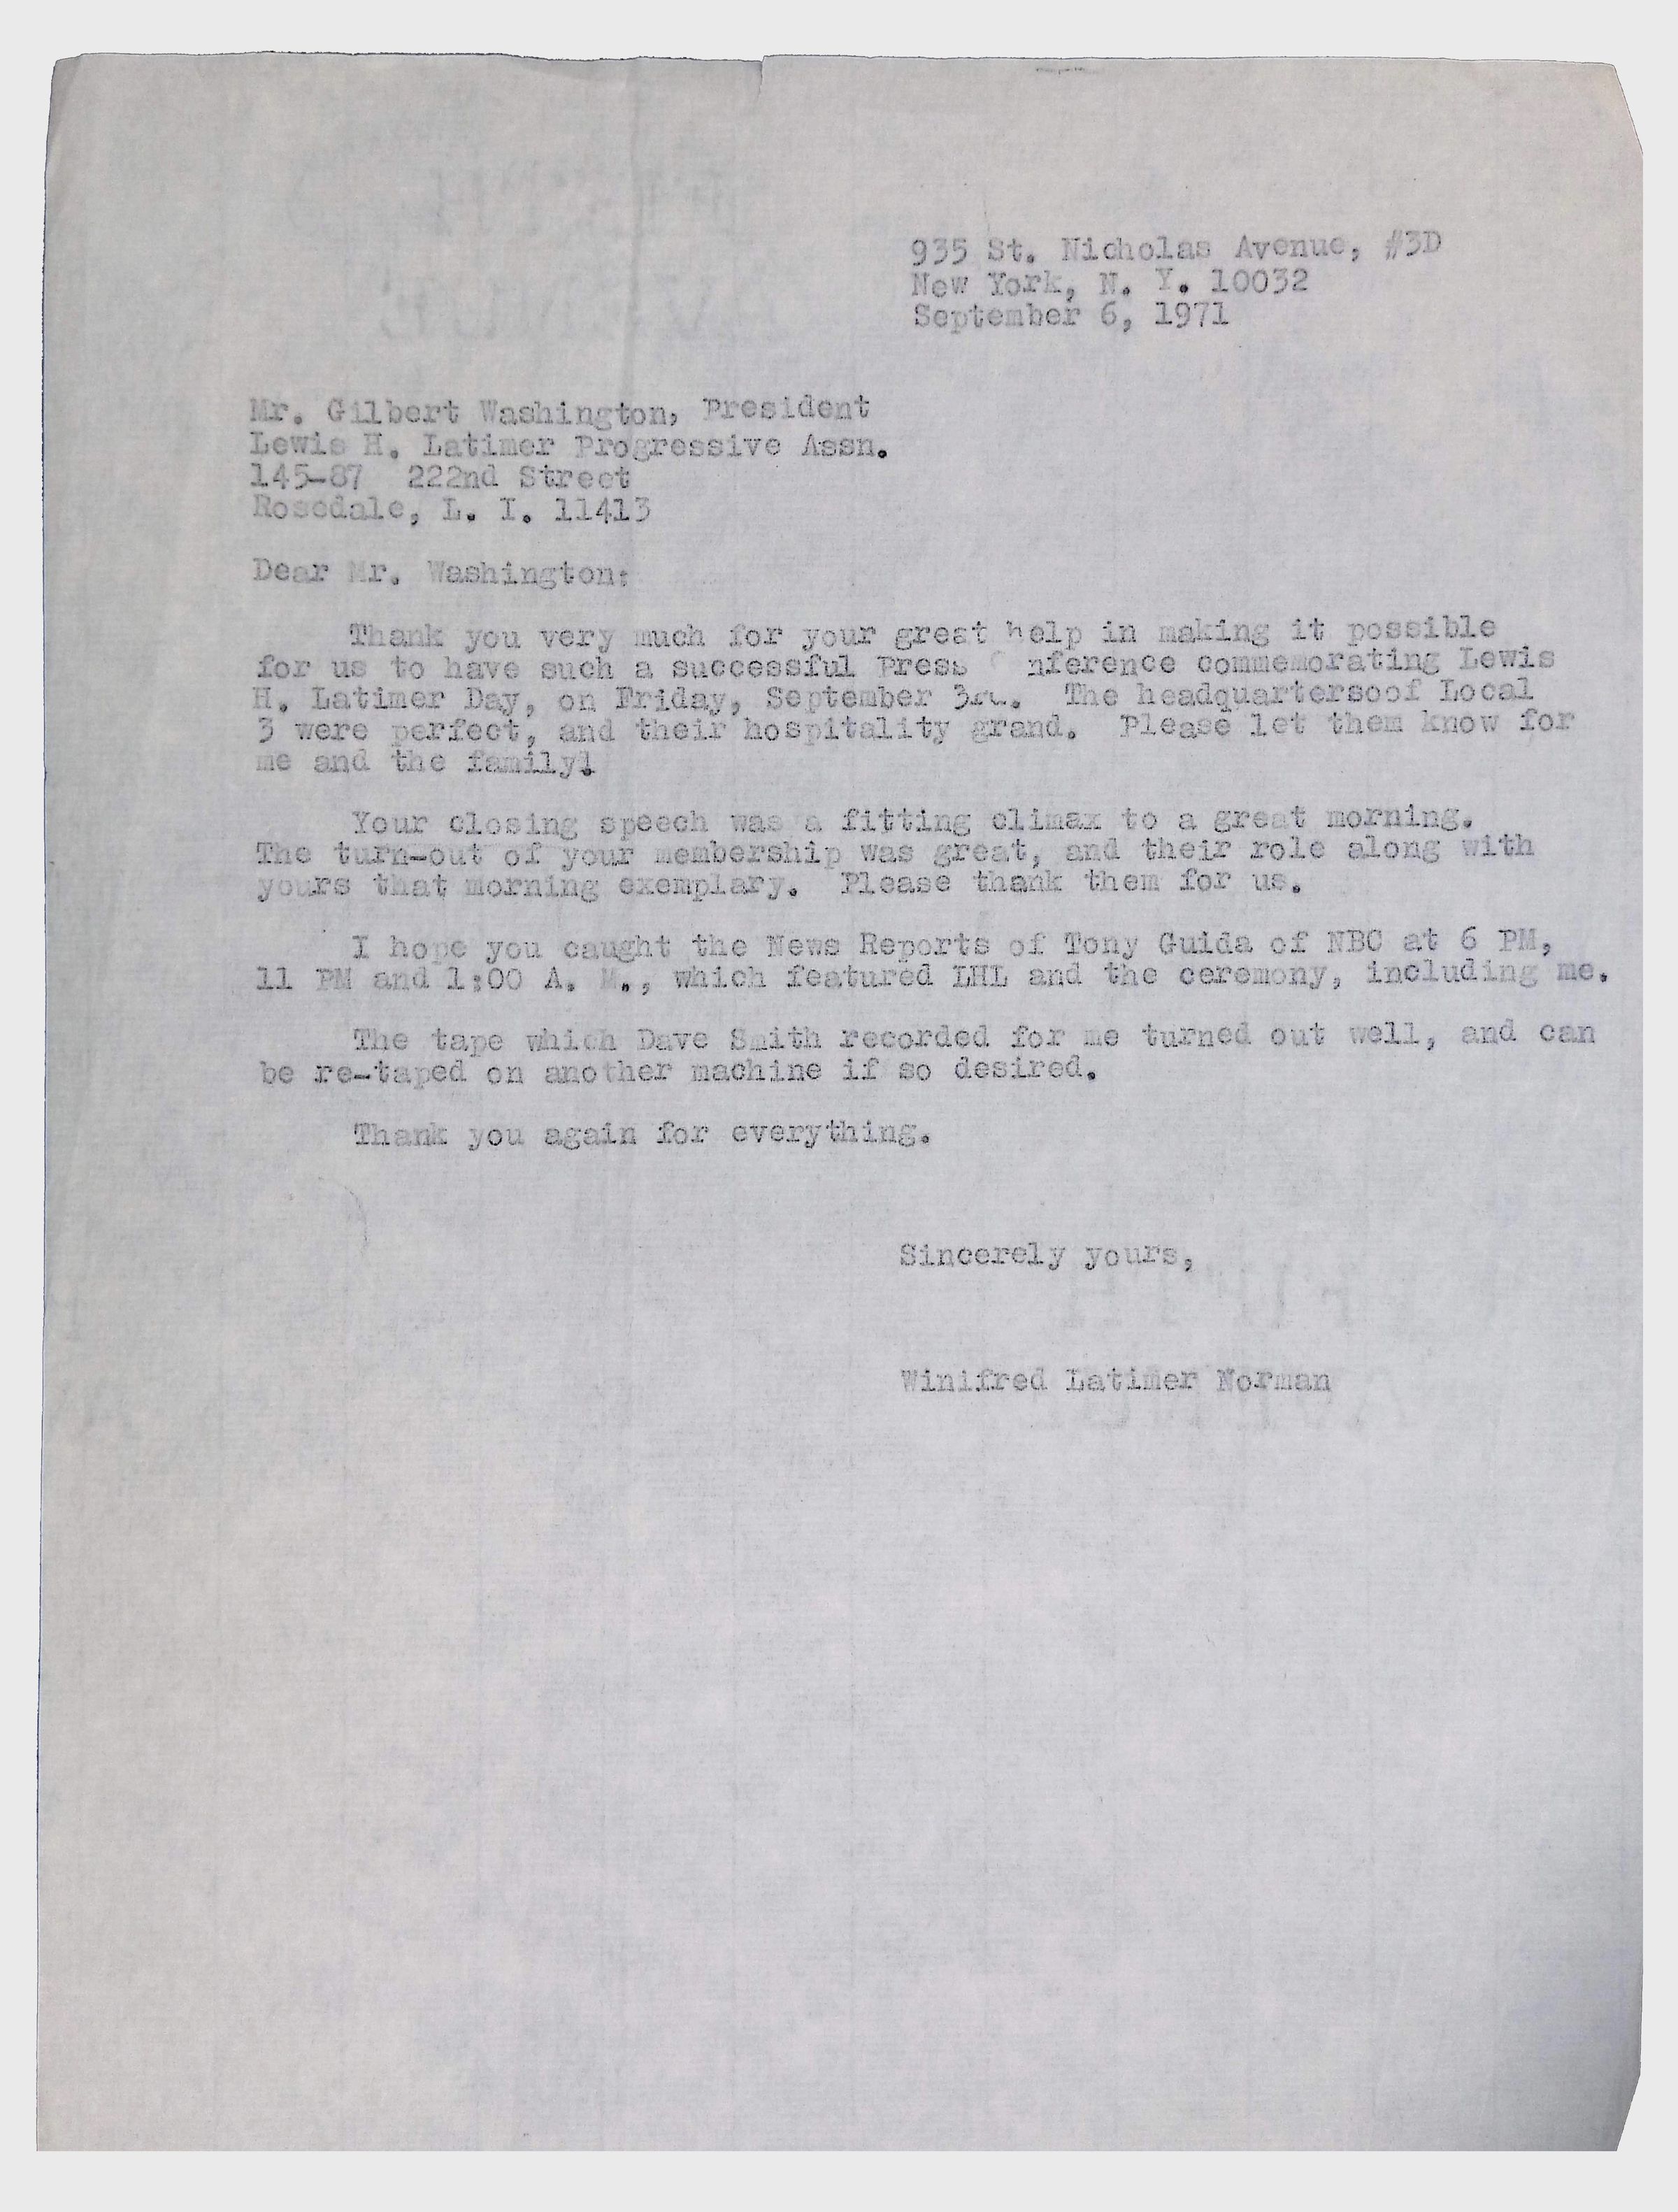 935 St. Nicholas Avenue, #3D
New York, N. Y. 10032
September 6, 1971
Mr. Gilbert Washington, President
Lewis H. Latimer Progressive Assn.
145-87 222nd Street
Rosedale, L. I. 11413
Dear Mr. Washington:
Thank you very much for your great help in making it possible
for us to have such a successful Press nference commemorating Lewis
H. Latimer Day, on Friday, September 3rd. The headquartersoof Local
3 were perfect, and their hospitality grand. Please let them know for
me and the family!
Your closing speech was a fitting climax to a great morning.
The turn-out of your membership was great, and their role along with
yours that morning exemplary. Please thank them for us.
I hope you caught the News Reports of Tony Guida of NBC at 6 PM,
11 PM and 1:00 A. M., which featured LHL and the ceremony, including me.
The tape which Dave Smith recorded for me turned out well, and can
be re-taped on another machine if so desired.
Thank you again for everything.
Sincerely yours,
Winifred Latimer Norman